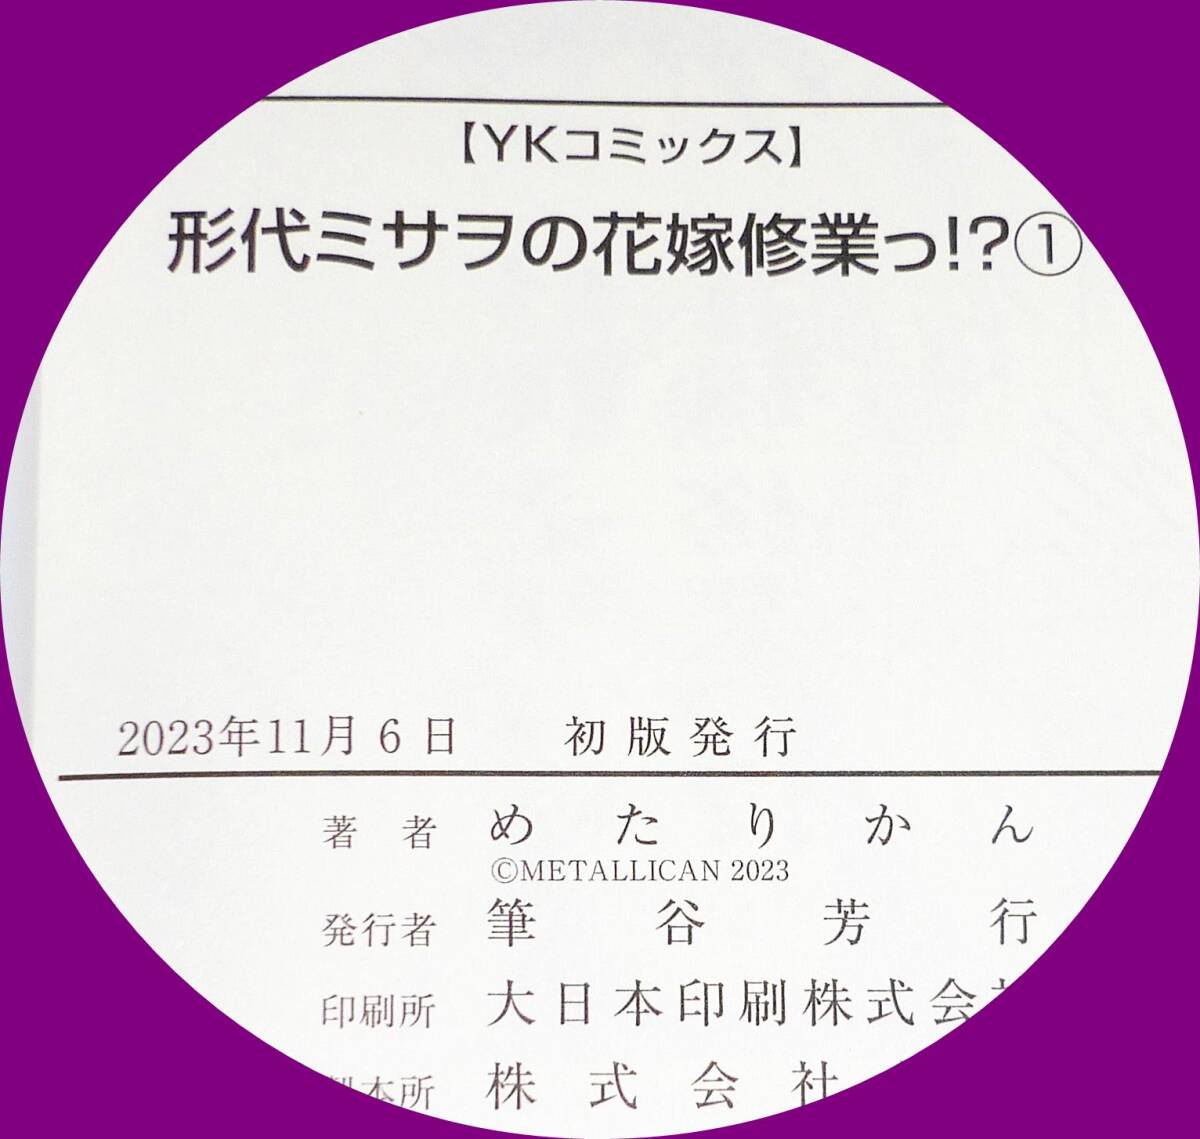 【YKコミックス】
形代ミサヲの花嫁修業っ!?①
2023年11月6日 初版発行
著者 めたりかん
©METALLICAN 2023
発行者 筆谷芳行
印刷所 大日本印刷株式会
本所 株式会社